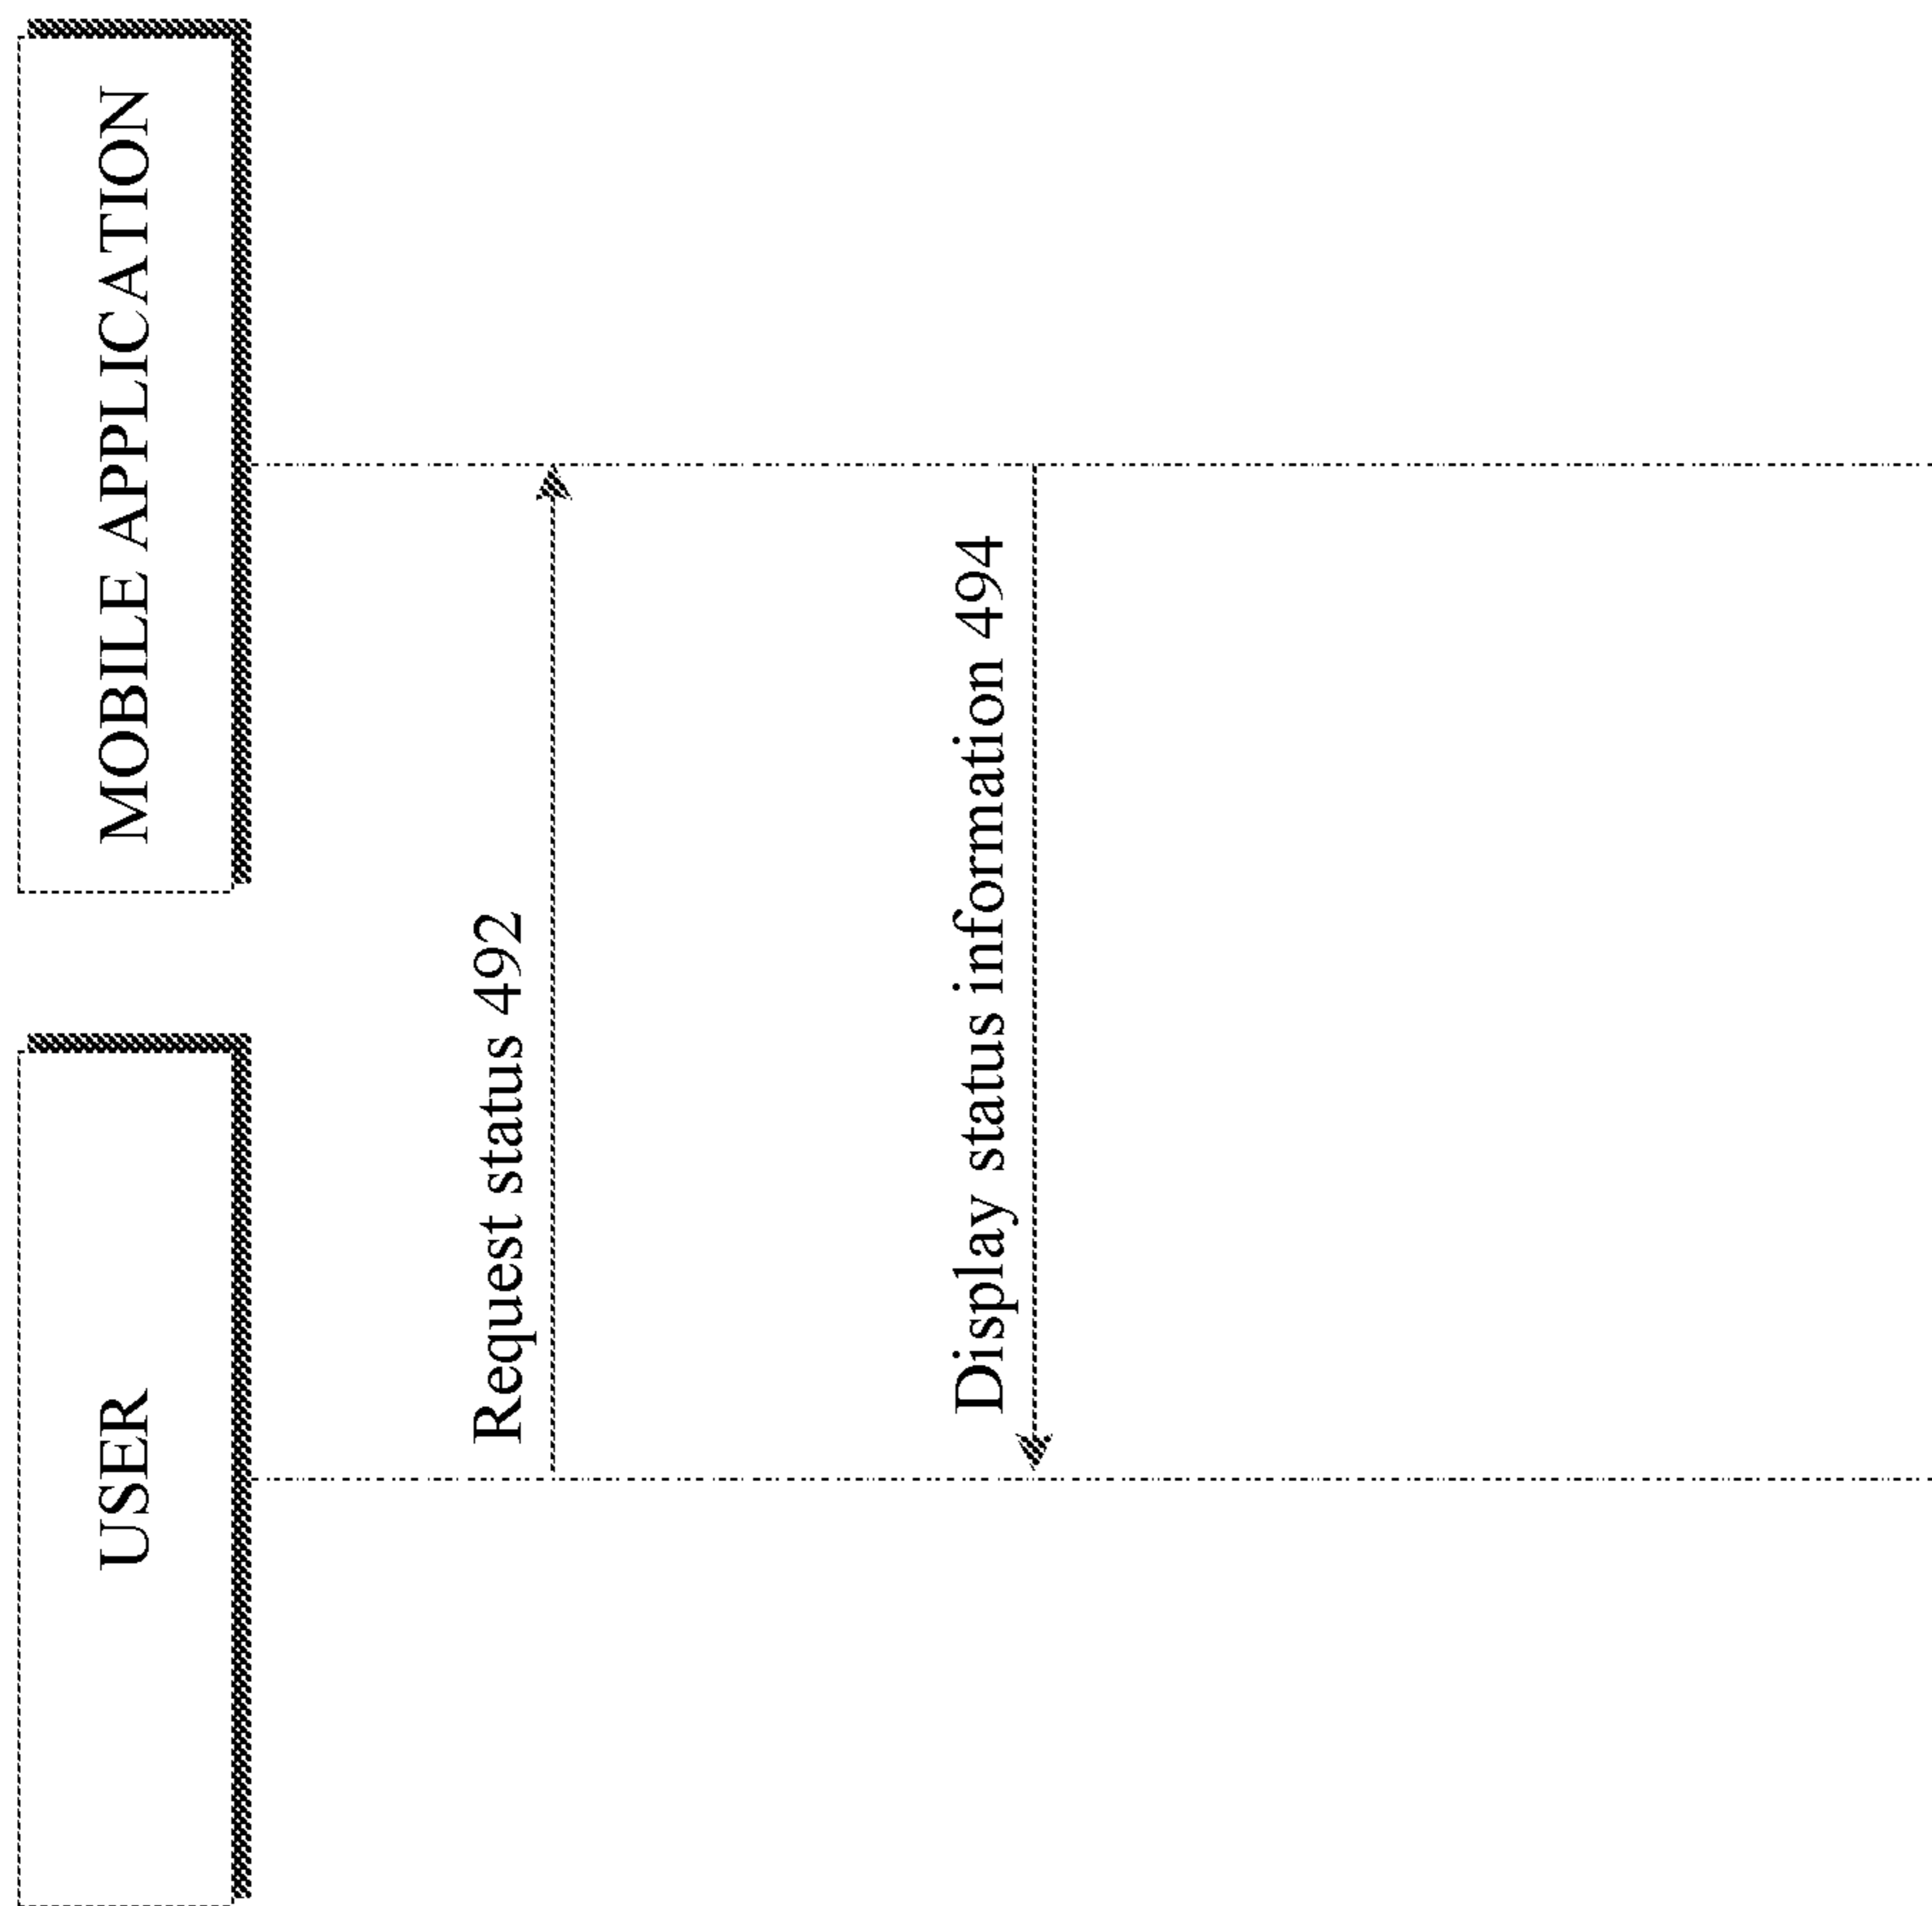 USER
MOBILE APPLICATION
Request status 492
Display status information 494